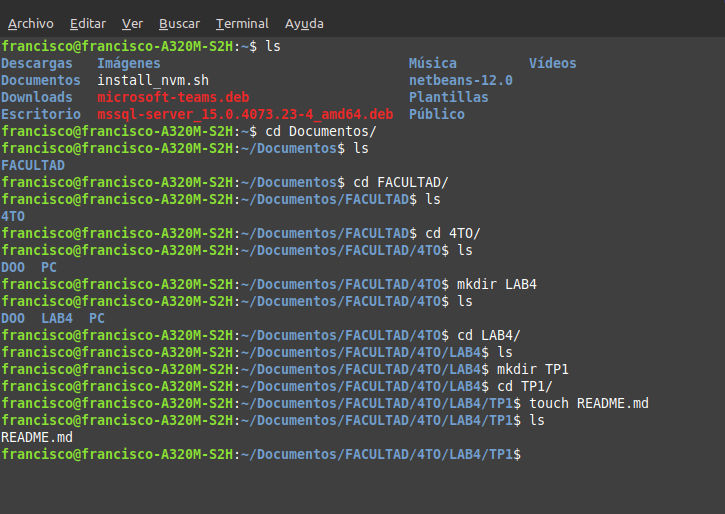 Archivo Editar Ver Buscar Terminal Ayuda
francisco@francisco-A320M-S2H:~$ ls
Descargas Imágenes Música Vídeos
Documentos install_nvm.sh netbeans-12.0
Downloads microsoft-teams.deb Plantillas
Escritorio mssql-server_15.0.4073.23-4_amd64.deb Público
francisco@francisco-A320M-S2H:~$ cd Documentos/
francisco@francisco-A320M-S2H:~/Documentos$ ls
FACULTAD
francisco@francisco-A320M-S2H:~/Documentos$ cd FACULTAD/
francisco@francisco-A320M-S2H:~/Documentos/FACULTAD$ ls
4TO
francisco@francisco-A320M-S2H:~/Documentos/FACULTAD$ cd 4TO/
francisco@francisco-A320M-S2H:~/Documentos/FACULTAD/4TO$ ls
DOO PC
francisco@francisco-A320M-S2H:~/Documentos/FACULTAD/4TO$ mkdir LAB4
francisco@francisco-A320M-S2H:~/Documentos/FACULTAD/4TO$ ls
DOO LAB4 PC
francisco@francisco-A320M-S2H:~/Documentos/FACULTAD/4TO$ cd LAB4/
francisco@francisco-A320M-S2H:~/Documentos/FACULTAD/4TO/LAB4$ ls
francisco@francisco-A320M-S2H:~/Documentos/FACULTAD/4TO/LAB4$ mkdir TP1
francisco@francisco-A320M-S2H:~/Documentos/FACULTAD/4TO/LAB4$ cd TP1/
francisco@francisco-A320M-S2H:~/Documentos/FACULTAD/4TO/LAB4/TP1$ touch README.md
francisco@francisco-A320M-S2H:~/Documentos/FACULTAD/4TO/LAB4/TP1$ ls
README.md
francisco@francisco-A320M-S2H:~/Documentos/FACULTAD/4TO/LAB4/TP1$